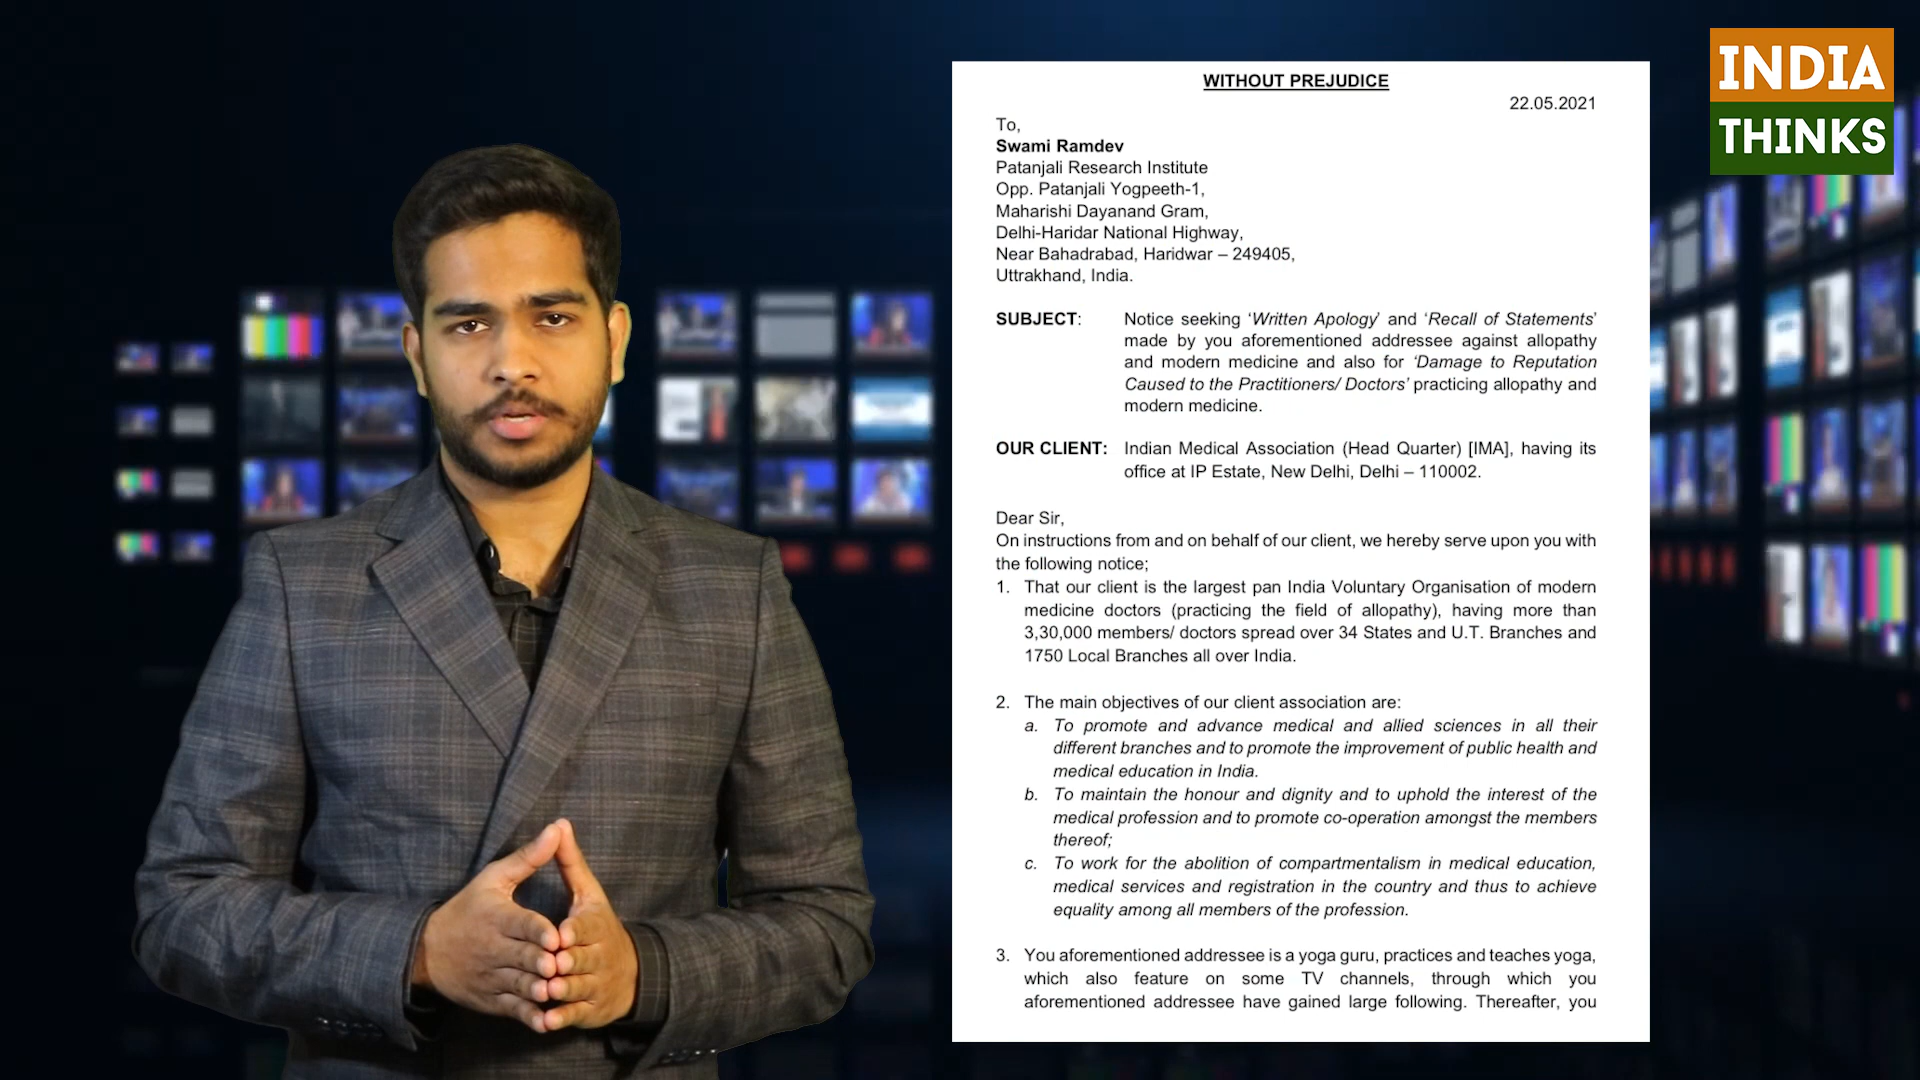 INDIA
THINKS
WITHOUT PREJUDICE
22.05.2021
To,
Swami Ramdev
Patanjali Research Institute
Opp. Patanjali Yogpeeth-1,
Maharishi Dayanand Gram,
Delhi-Haridar National Highway,
Near Bahadrabad, Haridwar – 249405,
Uttrakhand, India.
SUBJECT: Notice seeking ‘Written Apology’ and ‘Recall of Statements’
made by you aforementioned addressee against allopathy
and modern medicine and also for ‘Damage to Reputation
Caused to the Practitioners/ Doctors’ practicing allopathy and
modern medicine.
OUR CLIENT: Indian Medical Association (Head Quarter) [IMA], having its
office at IP Estate, New Delhi, Delhi – 110002.
Dear Sir,
On instructions from and on behalf of our client, we hereby serve upon you with
the following notice;
1. That our client is the largest pan India Voluntary Organisation of modern
medicine doctors (practicing the field of allopathy), having more than
3,30,000 members/ doctors spread over 34 States and U.T. Branches and
1750 Local Branches all over India.
2. The main objectives of our client association are:
a. To promote and advance medical and allied sciences in all their
different branches and to promote the improvement of public health and
medical education in India.
b. To maintain the honour and dignity and to uphold the interest of the
medical profession and to promote co-operation amongst the members
thereof;
c. To work for the abolition of compartmentalism in medical education,
medical services and registration in the country and thus to achieve
equality among all members of the profession.
3. You aforementioned addressee is a yoga guru, practices and teaches yoga,
which also feature on some TV channels, through which you
aforementioned addressee have gained large following. Thereafter, you